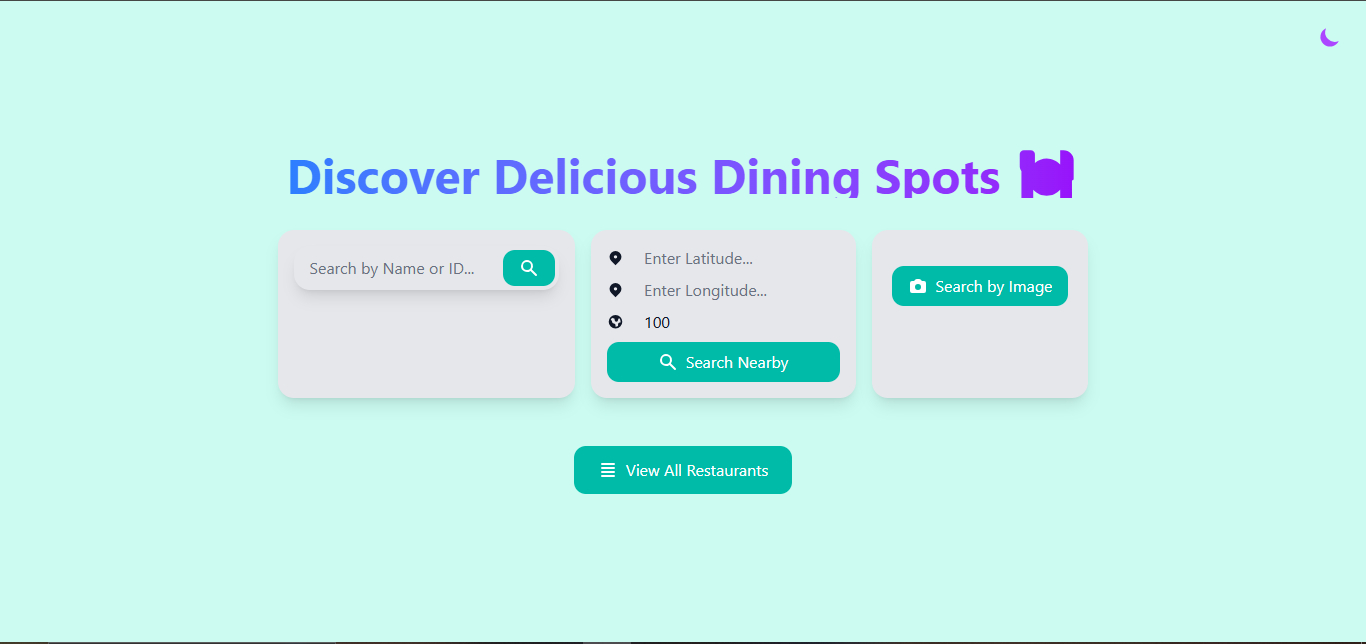 Discover Delicious Dining Spots 🍽
Search by Name or ID...
Enter Latitude...
Enter Longitude...
100
Search Nearby
Search by Image
View All Restaurants